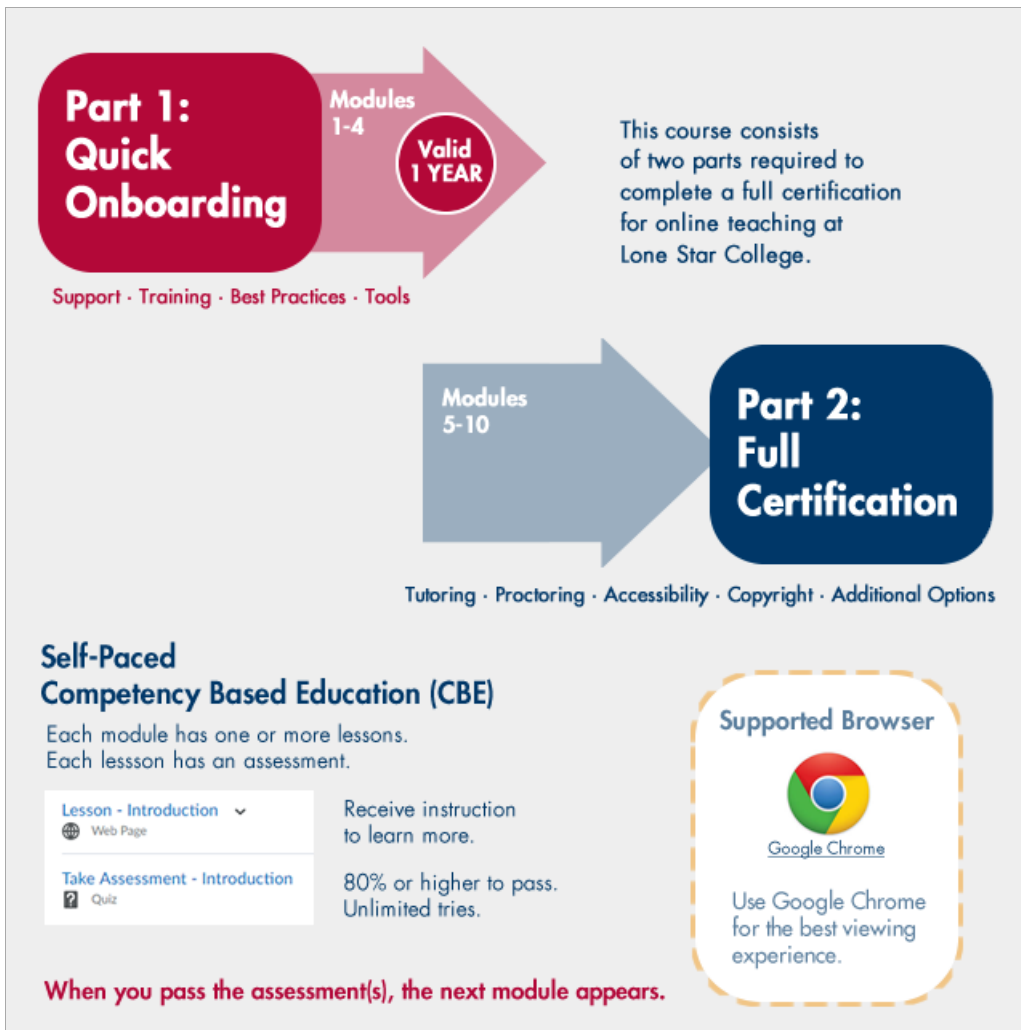 Part 1:
Quick
Onboarding
Modules
1-4
Valid
1 YEAR
Support · Training · Best Practices · Tools
This course consists
of two parts required to
complete a full certification
for online teaching at
Lone Star College.
Modules
5-10
Part 2:
Full
Certification
Tutoring · Proctoring · Accessibility · Copyright · Additional Options
Self-Paced
Competency Based Education (CBE)
Each module has one or more lessons.
Each lessson has an assessment.
Lesson - Introduction
Web Page
Take Assessment - Introduction
Quiz
Receive instruction
to learn more.
80% or higher to pass.
Unlimited tries.
When you pass the assessment(s), the next module appears.
Supported Browser
Google Chrome
Use Google Chrome
for the best viewing
experience.